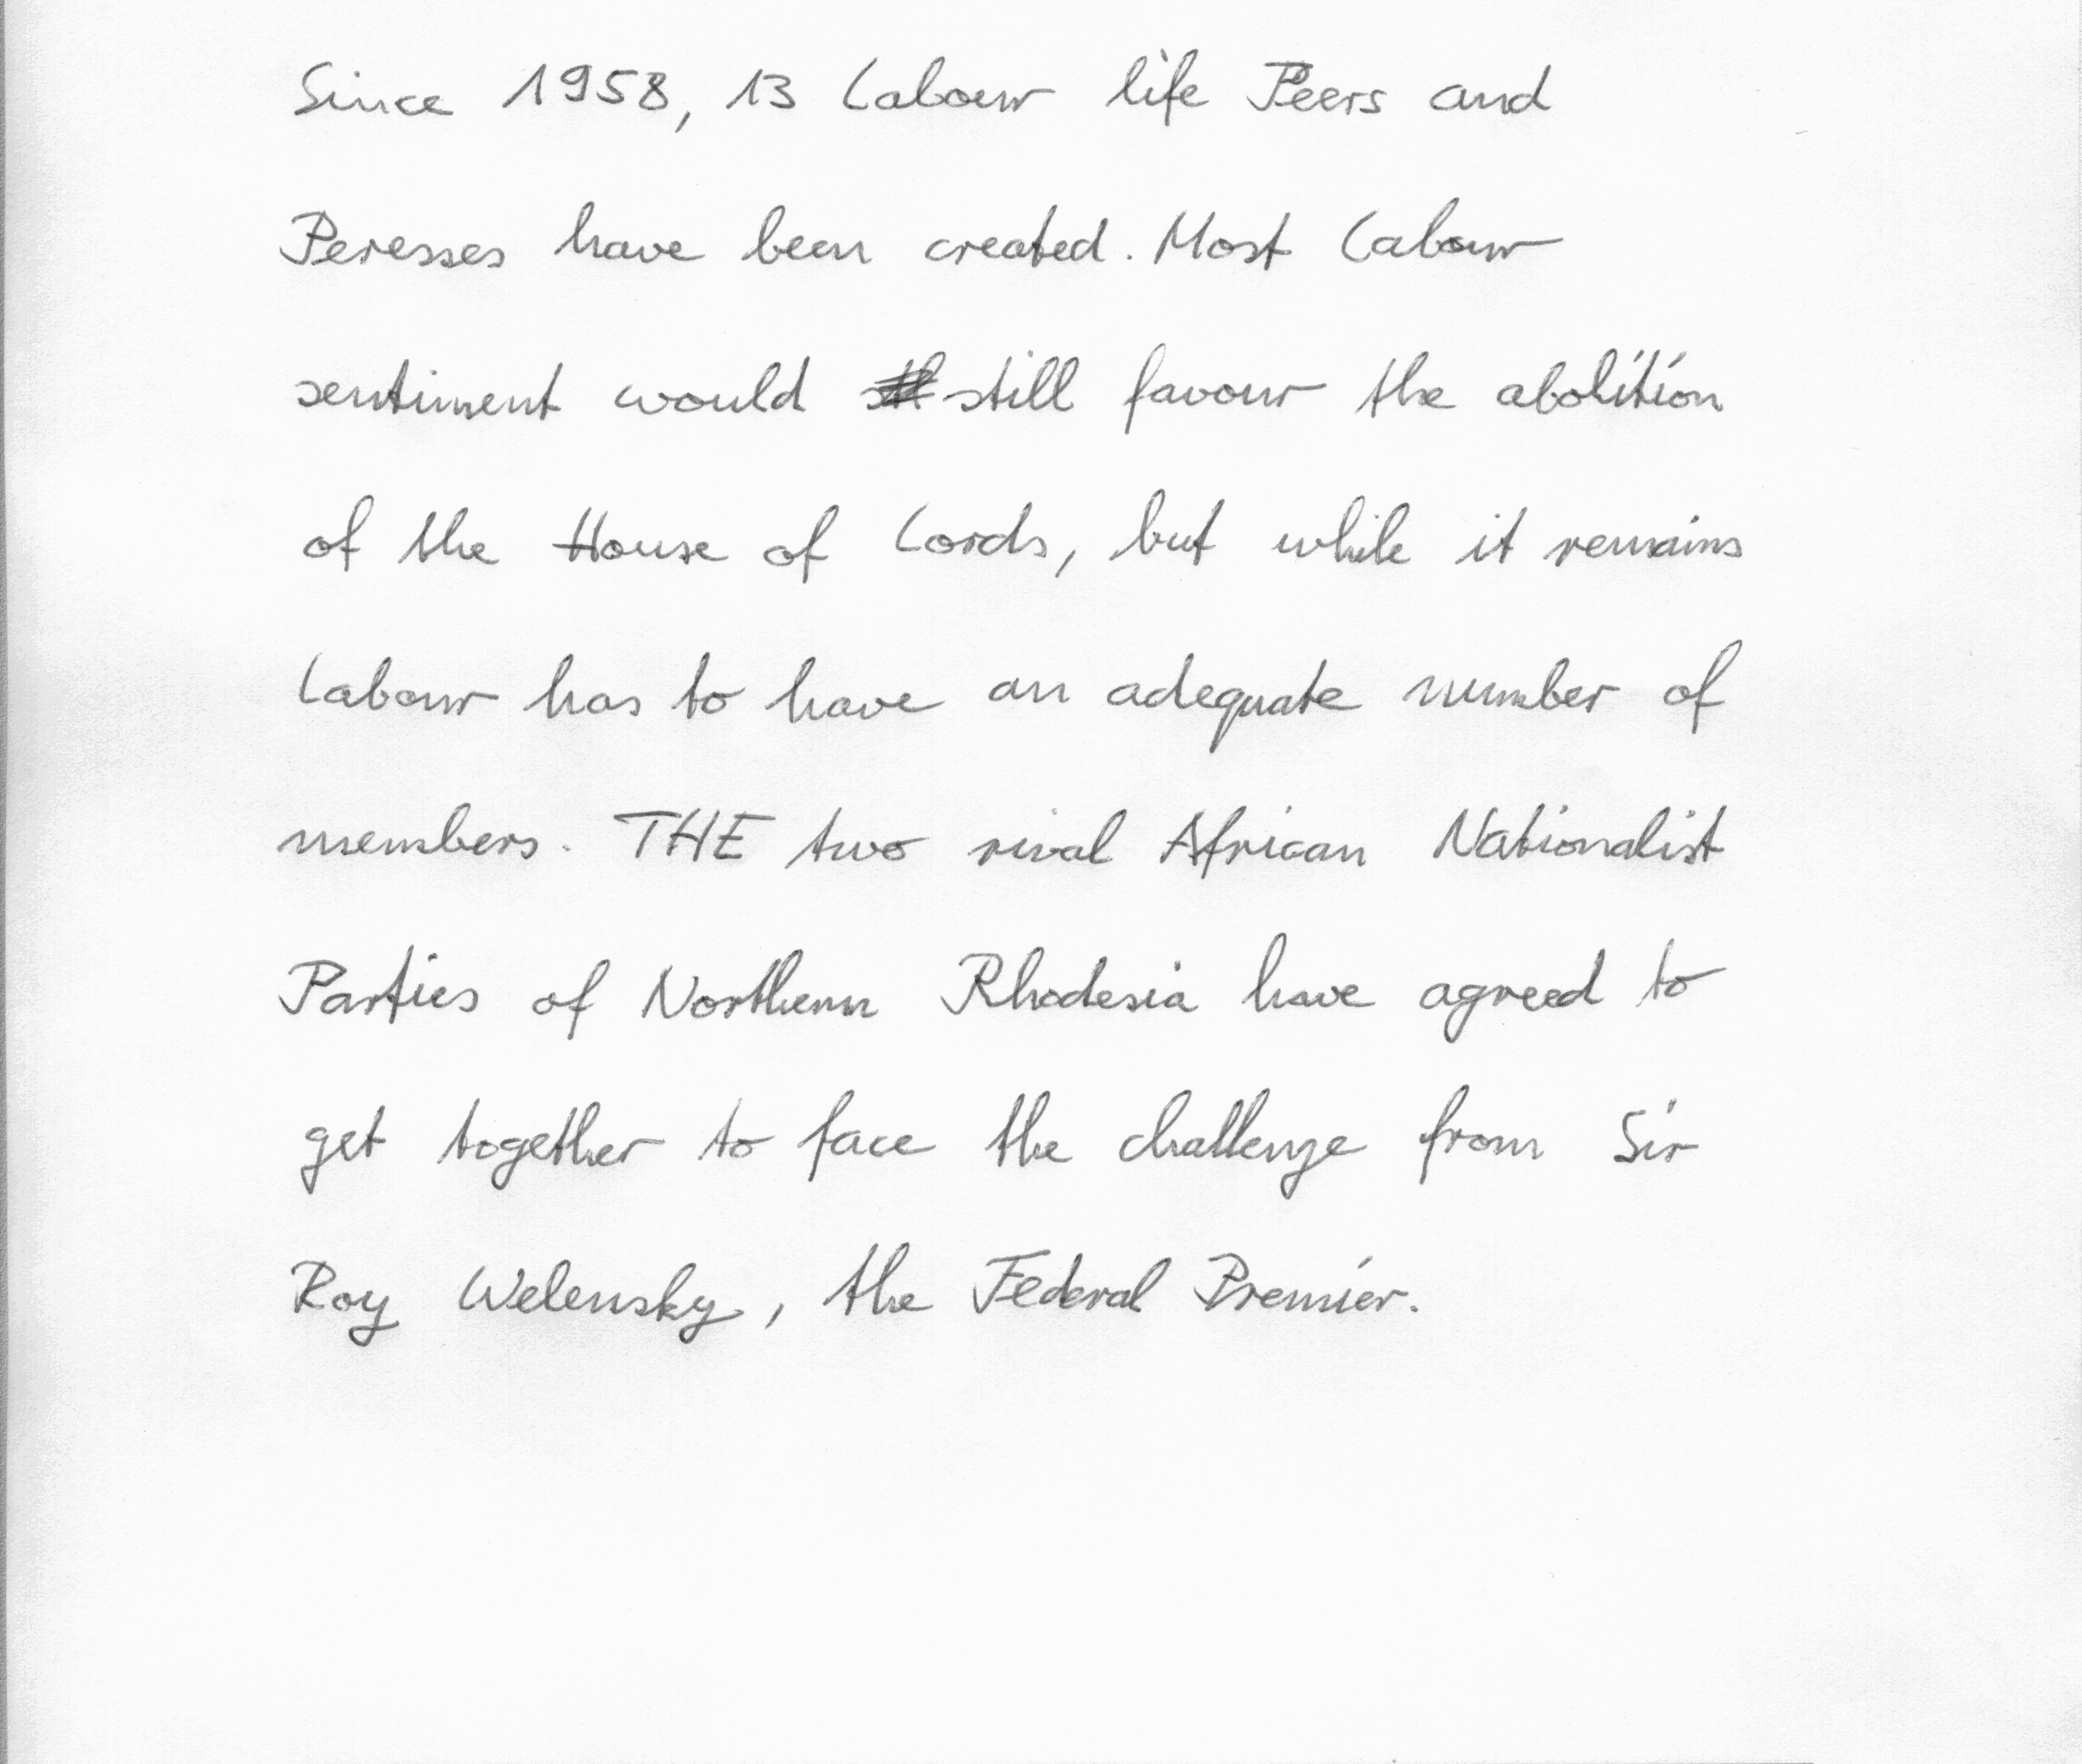 Since 1958, 13 Labour life Peers and
Peresses have been created. Most Labour
sentiment would still favour the abolition
of the House of Lords, but while it remains
Labour has to have an adequate number of
members. THE two rival African Nationalist
Parties of Northern Rhodesia have agreed to
get together to face the challenge from Sir
Roy Welensky, the Federal Premier.